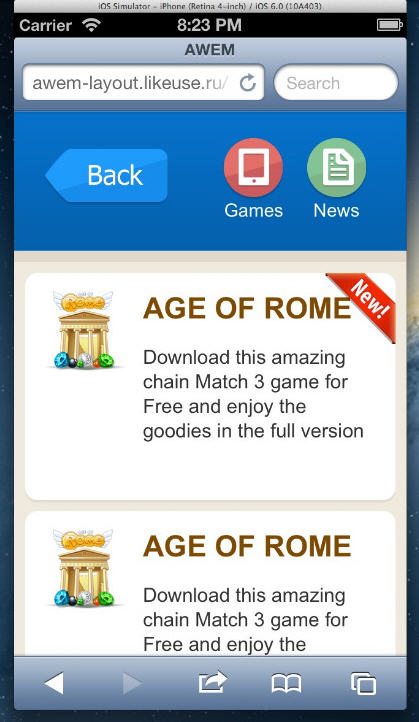 iOS Simulator – iPhone (Retina 4-inch) / iOS 6.0 (10A403)
Carrier 8:23 PM
AWEM
awem-layout.likeuse.ru/ Search
Back
Games News
New!
AGE OF ROME
Download this amazing
chain Match 3 game for
Free and enjoy the
goodies in the full version
AGE OF ROME
Download this amazing
chain Match 3 game for
Free and enjoy the